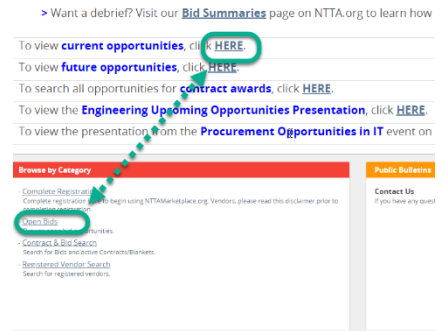 > Want a debrief? Visit our Bid Summaries page on NTTA.org to learn how
To view current opportunities, click HERE.
To view future opportunities, click HERE.
To search all opportunities for contract awards, click HERE.
To view the Engineering Upcoming Opportunities Presentation, click HERE.
To view the presentation from the Procurement Opportunities in IT event on
Browse by Category
- Complete Registration
Complete registration to begin using NTTAMarketplace.org. Vendors, please read this disclaimer prior to
completing registration.
- Open Bids
opportunities.
- Contract & Bid Search
Search for Bids and active Contracts/Blankets
- Registered Vendor Search
Search for registered vendors.
Public Bulletins
Contact Us
If you have any quest